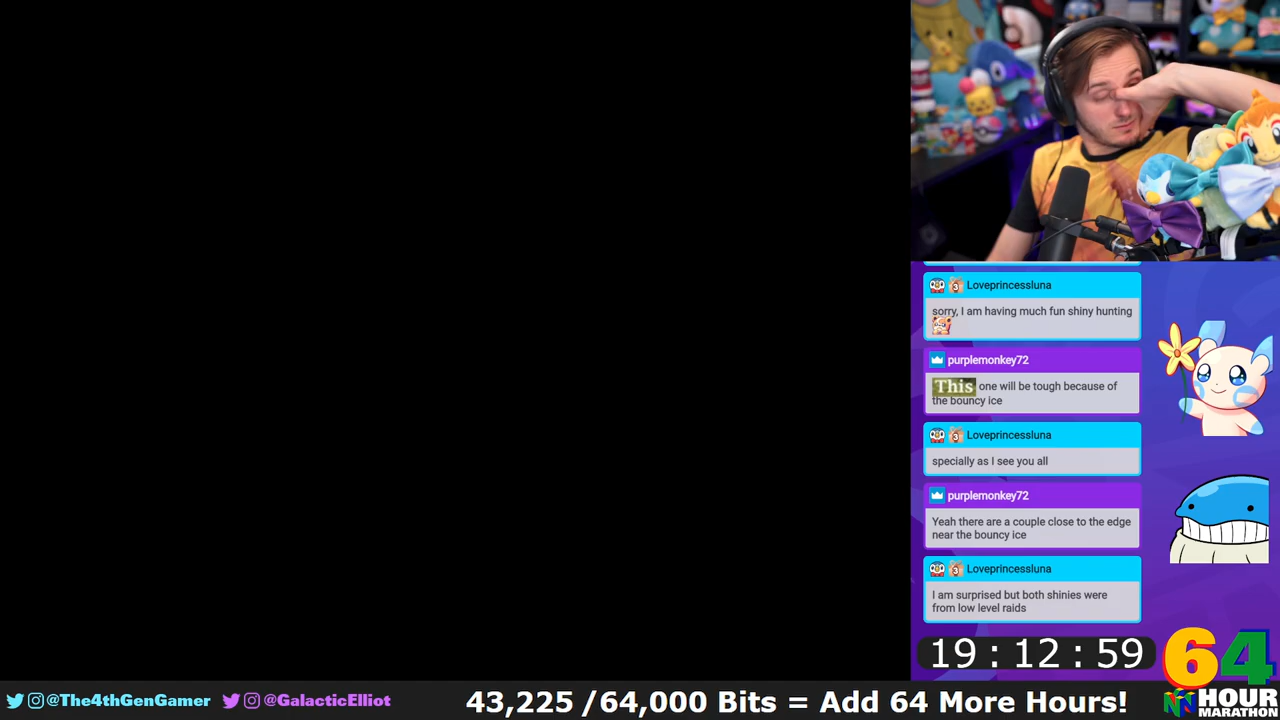 Loveprincessluna
sorry, I am having much fun shiny hunting
purplemonkey72
This one will be tough because of
the bouncy ice
Loveprincessluna
specially as I see you all
purplemonkey72
Yeah there are a couple close to the edge
near the bouncy ice
Loveprincessluna
I am surprised but both shinies were
from low level raids
19:12:59
64
HOUR
MARATHON
@The4thGenGamer @GalacticElliot 43,225/64,000 Bits = Add 64 More Hours!